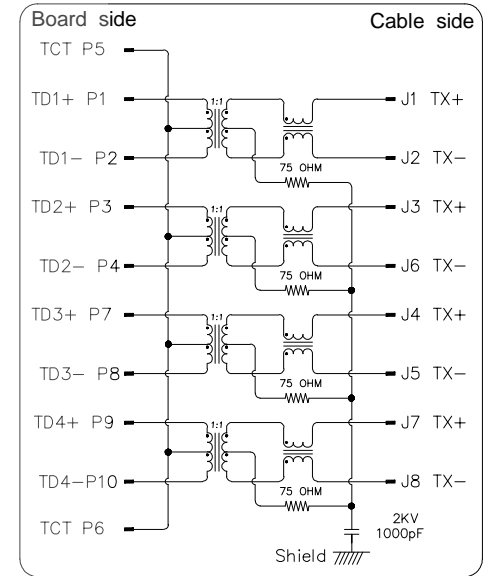 Board side
Cable side
TCT P5
TD1+ P1
1:1
J1 TX+
TD1- P2
J2 TX-
75 OHM
TD2+ P3
1:1
J3 TX+
TD2- P4
J6 TX-
75 OHM
TD3+ P7
1:1
J4 TX+
TD3- P8
J5 TX-
75 OHM
TD4+ P9
1:1
J7 TX+
TD4-P10
J8 TX-
75 OHM
TCT P6
2KV
1000pF
Shield